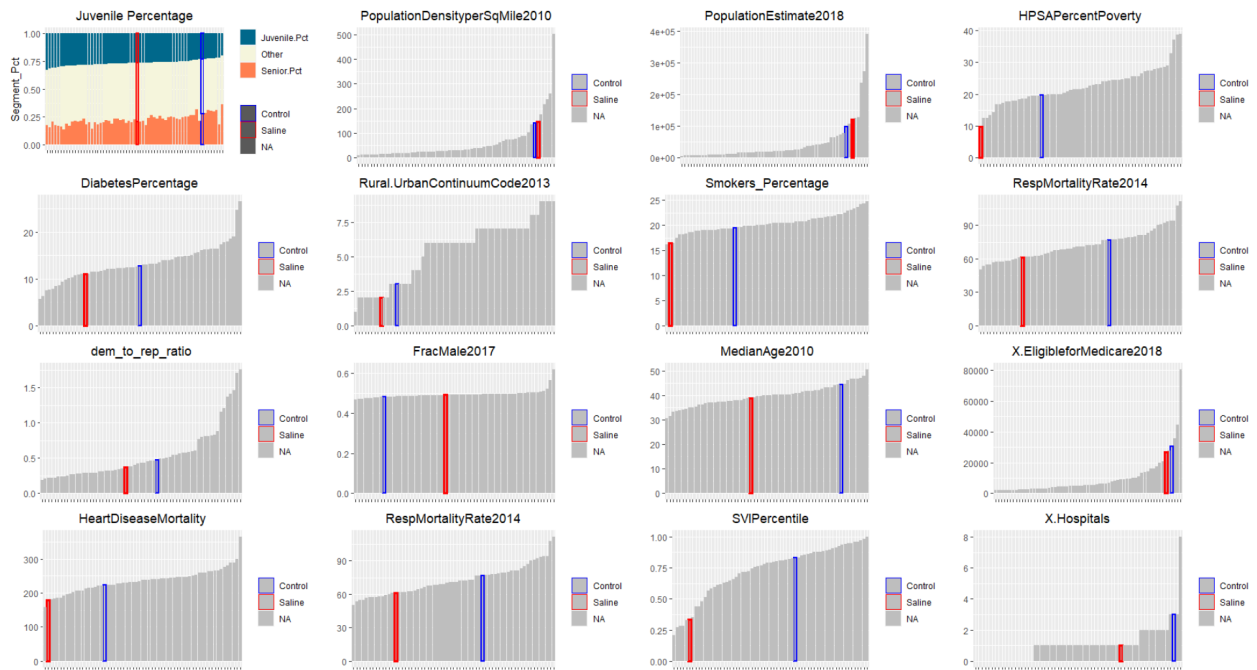 Juvenile Percentage
PopulationDensityperSqMile2010
PopulationEstimate2018
HPSAPercentPoverty
Segment_Pct
1.00
0.75
0.50
0.25
0.00
Juvenile.Pct
Other
Senior.Pct
Control
Saline
NA
500
400
300
200
100
0
Control
Saline
NA
4e+05
3e+05
2e+05
1e+05
0e+00
Control
Saline
NA
40
30
20
10
0
Control
Saline
NA
DiabetesPercentage
Rural.UrbanContinuumCode2013
Smokers_Percentage
RespMortalityRate2014
20
10
0
Control
Saline
NA
7.5
5.0
2.5
0.0
Control
Saline
NA
25
20
15
10
5
0
Control
Saline
NA
90
60
30
0
Control
Saline
NA
dem_to_rep_ratio
FracMale2017
MedianAge2010
X.EligibleforMedicare2018
1.5
1.0
0.5
0.0
Control
Saline
NA
0.6
0.4
0.2
0.0
Control
Saline
NA
50
40
30
20
10
0
Control
Saline
NA
80000
60000
40000
20000
0
Control
Saline
NA
HeartDiseaseMortality
RespMortalityRate2014
SVIPercentile
X.Hospitals
300
200
100
0
Control
Saline
NA
90
60
30
0
Control
Saline
NA
1.00
0.75
0.50
0.25
0.00
Control
Saline
NA
8
6
4
2
0
Control
Saline
NA